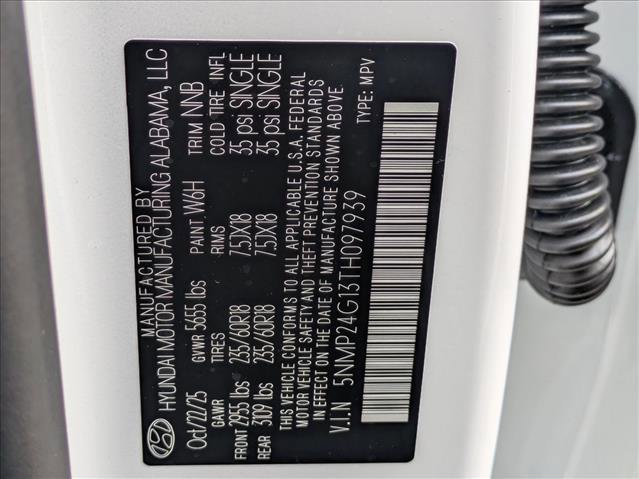 MANUFACTURED BY
HYUNDAI MOTOR MANUFACTURING ALABAMA, LLC
Oct/22/25 GVWR 5655 lbs PAINT W6H TRIM NNB
GAWR TIRES RIMS COLD TIRE INFL
FRONT 2955 lbs 235/60R18 7.5JX18 35 psi SINGLE
REAR 3109 lbs 235/60R18 7.5JX18 35 psi SINGLE
THIS VEHICLE CONFORMS TO ALL APPLICABLE U.S.A. FEDERAL
MOTOR VEHICLE SAFETY AND THEFT PREVENTION STANDARDS
IN EFFECT ON THE DATE OF MANUFACTURE SHOWN ABOVE.
V.I.N 5NMP24G13TH097939 TYPE: MPV